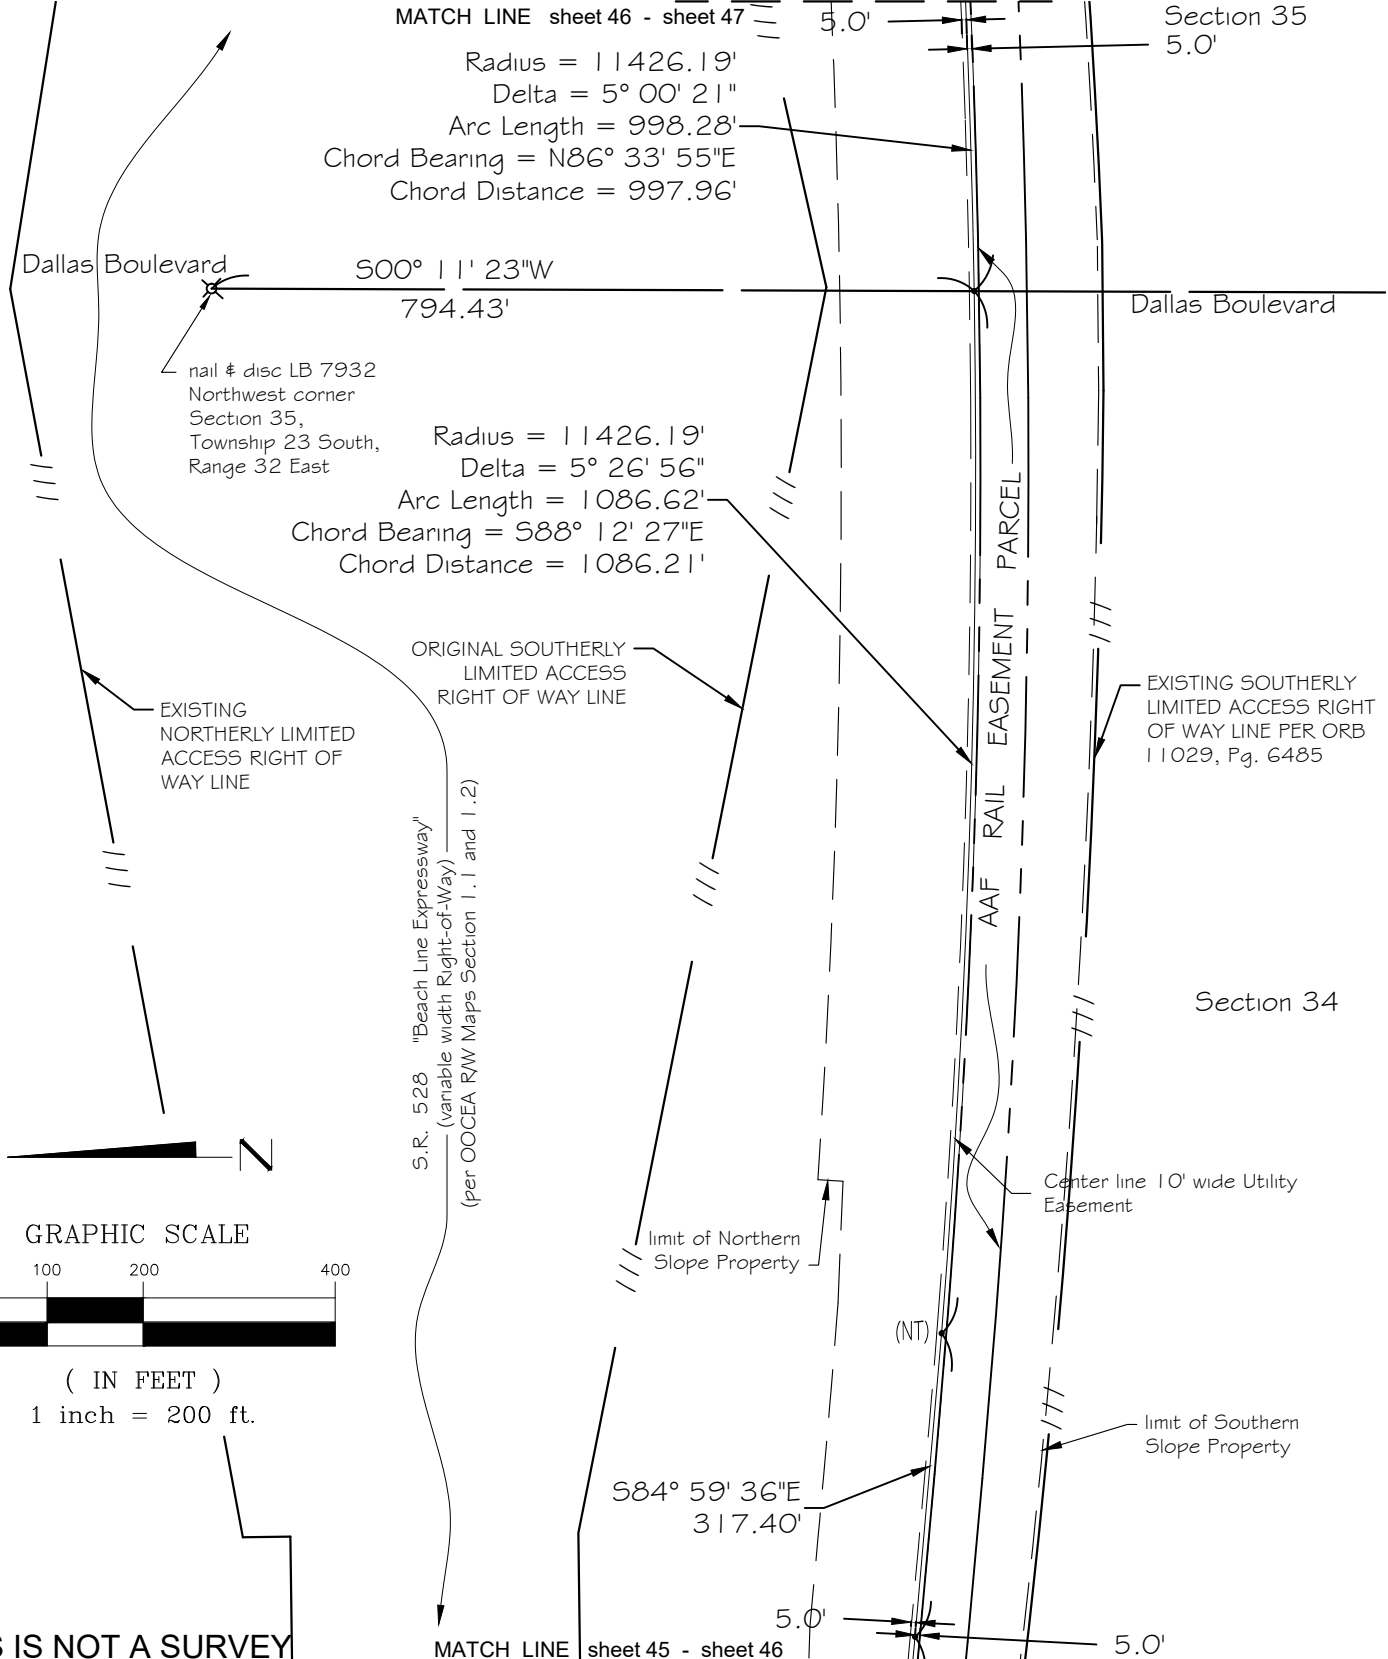 MATCH LINE sheet 46 - sheet 47
5.0'
Section 35
5.0'
Radius = 11426.19'
Delta = 5° 00' 21"
Arc Length = 998.28'
Chord Bearing = N86° 33' 55"E
Chord Distance = 997.96'
Dallas Boulevard
S00° 11' 23"W
794.43'
Dallas Boulevard
nail & disc LB 7932
Northwest corner
Section 35,
Township 23 South,
Range 32 East
Radius = 11426.19'
Delta = 5° 26' 56"
Arc Length = 1086.62'
Chord Bearing = S88° 12' 27"E
Chord Distance = 1086.21'
AAF RAIL EASEMENT PARCEL
ORIGINAL SOUTHERLY
LIMITED ACCESS
RIGHT OF WAY LINE
EXISTING
NORTHERLY LIMITED
ACCESS RIGHT OF
WAY LINE
EXISTING SOUTHERLY
LIMITED ACCESS RIGHT
OF WAY LINE PER ORB
11029, Pg. 6485
S.R. 528 "Beach Line Expressway"
(variable width Right-of-Way)
(per OOCEA R/W Maps Section 1.1 and 1.2)
Section 34
N
Center line 10' wide Utility
Easement
limit of Northern
Slope Property
GRAPHIC SCALE
100 200 400
( IN FEET )
1 inch = 200 ft.
(NT)
limit of Southern
Slope Property
S84° 59' 36"E
317.40'
5.0'
5.0'
S IS NOT A SURVEY
MATCH LINE sheet 45 - sheet 46